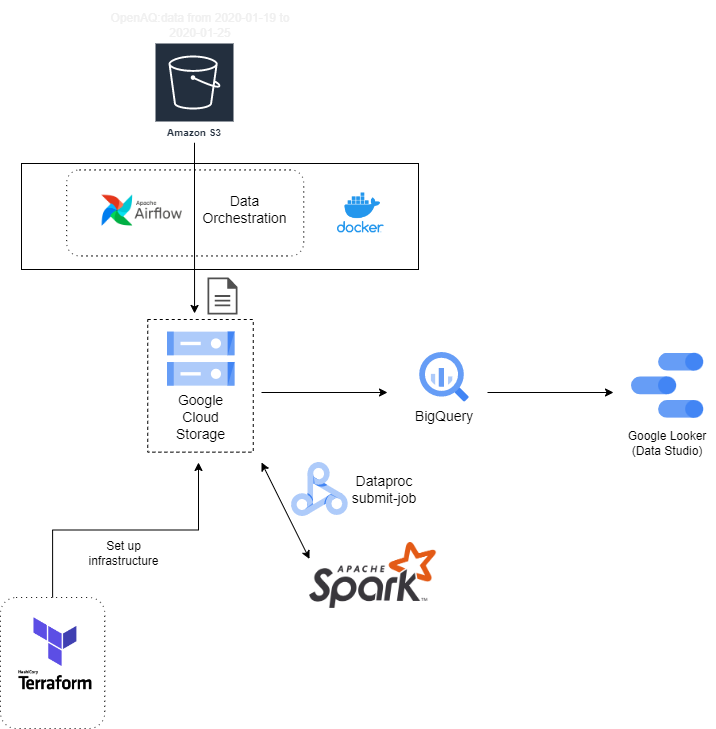 OpenAQ:data from 2020-01-19 to
2020-01-25
Amazon S3
Apache
Airflow
Data
Orchestration
docker
Google
Cloud
Storage
BigQuery
Google Looker
(Data Studio)
Dataproc
submit-job
Set up
infrastructure
APACHE
Spark
TM
HashiCorp
Terraform